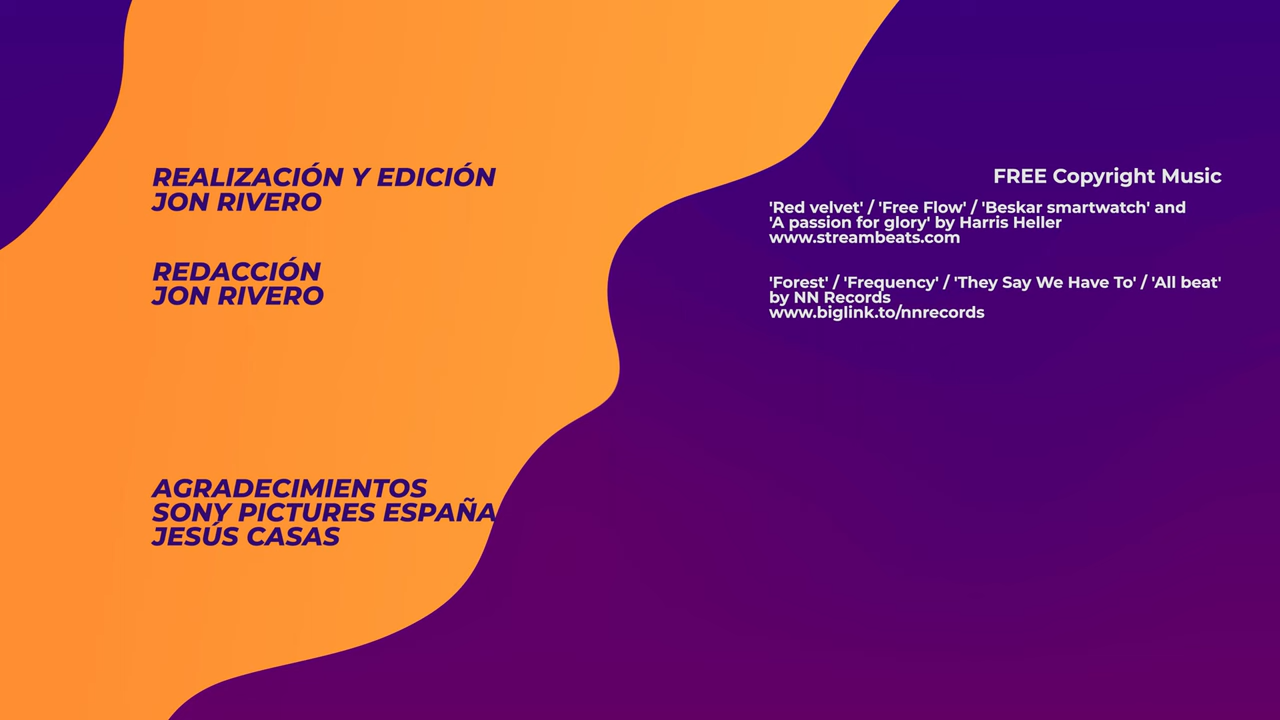 REALIZACIÓN Y EDICIÓN
JON RIVERO
REDACCIÓN
JON RIVERO
AGRADECIMIENTOS
SONY PICTURES ESPAÑA
JESÚS CASAS
FREE Copyright Music
'Red velvet' / 'Free Flow' / 'Beskar smartwatch' and
'A passion for glory' by Harris Heller
www.streambeats.com
'Forest' / 'Frequency' / 'They Say We Have To' / 'All beat'
by NN Records
www.biglink.to/nnrecords